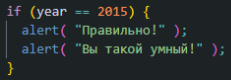 if (year == 2015) {
  alert( "Правильно!" );
  alert( "Вы такой умный!" );
}